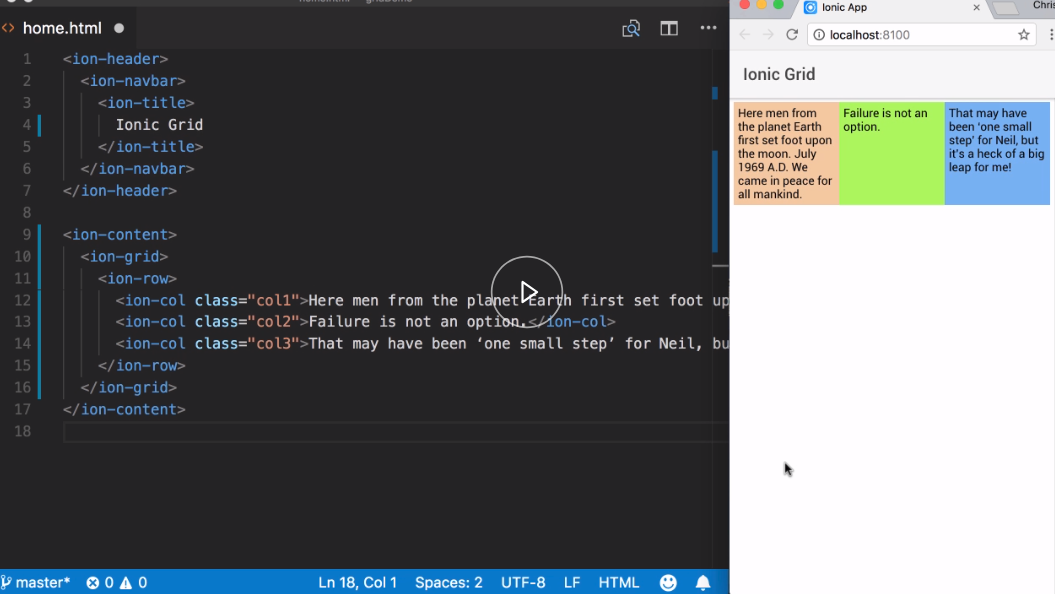 home.html
1 <ion-header>
2 <ion-navbar>
3 <ion-title>
4 Ionic Grid
5 </ion-title>
6 </ion-navbar>
7 </ion-header>
8
9 <ion-content>
10 <ion-grid>
11 <ion-row>
12 <ion-col class="col1">Here men from the planet Earth first set foot up
13 <ion-col class="col2">Failure is not an option.</ion-col>
14 <ion-col class="col3">That may have been ‘one small step’ for Neil, bu
15 </ion-row>
16 </ion-grid>
17 </ion-content>
18
master* 0 0 Ln 18, Col 1 Spaces: 2 UTF-8 LF HTML
Ionic App
Chris
localhost:8100
Ionic Grid
Here men from
the planet Earth
first set foot upon
the moon. July
1969 A.D. We
came in peace for
all mankind.
Failure is not an
option.
That may have
been ‘one small
step’ for Neil, but
it’s a heck of a big
leap for me!